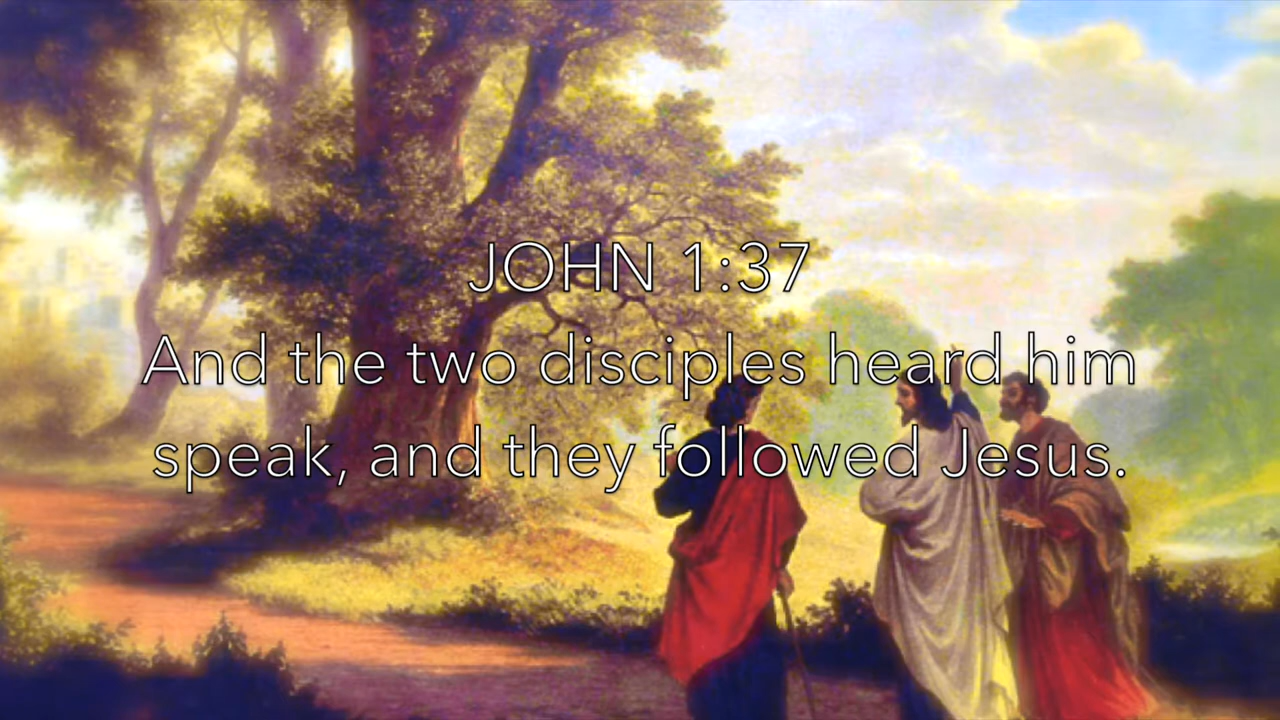 JOHN 1:37
And the two disciples heard him
speak, and they followed Jesus.